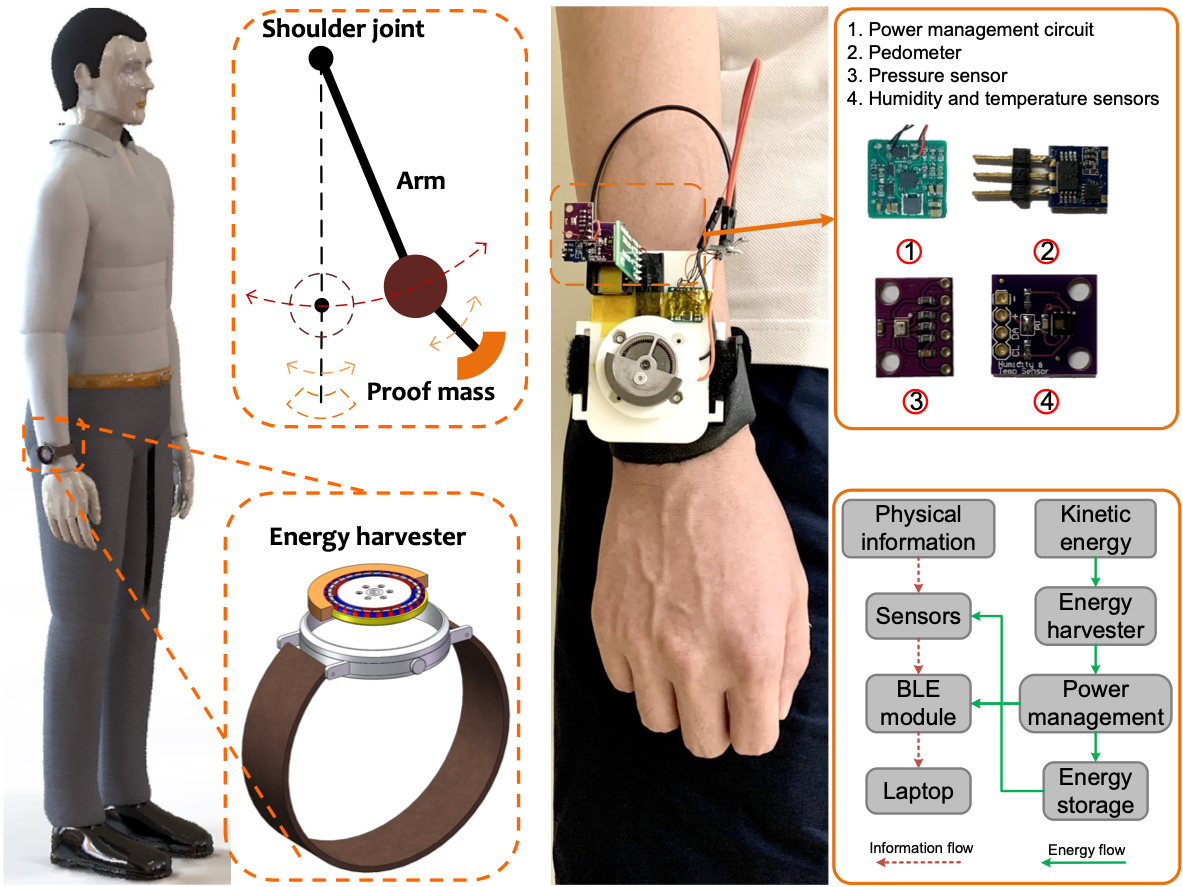 Shoulder joint
Arm
Proof mass
Energy harvester
1. Power management circuit
2. Pedometer
3. Pressure sensor
4. Humidity and temperature sensors
1
2
3
4
- + DA CL
Humidity &
Temp Sensor
Physical
information
Kinetic
energy
Sensors
Energy
harvester
BLE
module
Power
management
Laptop
Energy
storage
Information flow
Energy flow